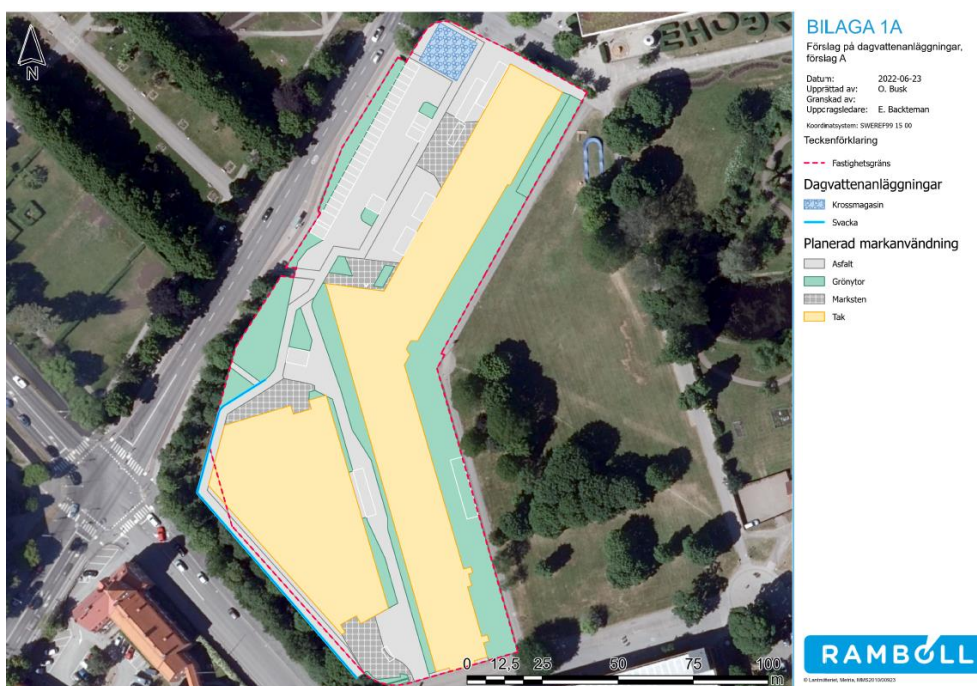 BILAGA 1A
Förslag på dagvattenanläggningar,
förslag A
Datum: 2022-06-23
Upprättad av: O. Busk
Granskad av:
Uppdragsledare: E. Backteman
Koordinatsystem: SWEREF99 15 00
Teckenförklaring
Fastighetsgräns
Dagvattenanläggningar
Krossmagasin
Svacka
Planerad markanvändning
Asfalt
Grönytor
Marksten
Tak
N
0 12,5 25 50 75 100
m
RAMBOLL
© Lantmäteriet, Metria, MMS2013/00923